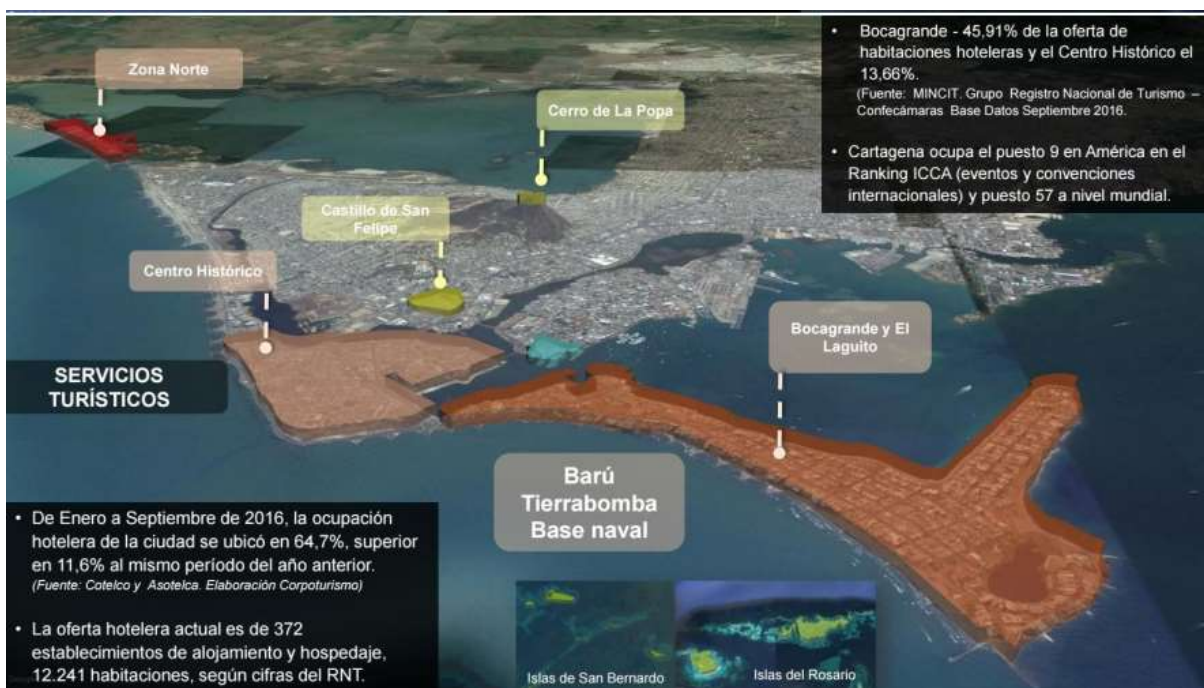 Zona Norte
Cerro de La Popa
Castillo de San
Felipe
Centro Histórico
Bocagrande y El
Laguito
• Bocagrande - 45,91% de la oferta de
habitaciones hoteleras y el Centro Histórico el
13,66%.
(Fuente: MINCIT. Grupo Registro Nacional de Turismo –
Confecámaras Base Datos Septiembre 2016.
• Cartagena ocupa el puesto 9 en América en el
Ranking ICCA (eventos y convenciones
internacionales) y puesto 57 a nivel mundial.
SERVICIOS
TURÍSTICOS
Barú
Tierrabomba
Base naval
• De Enero a Septiembre de 2016, la ocupación
hotelera de la ciudad se ubicó en 64,7%, superior
en 11,6% al mismo período del año anterior.
(Fuente: Cotelco y Asotelca. Elaboración Corpoturismo)
• La oferta hotelera actual es de 372
establecimientos de alojamiento y hospedaje,
12.241 habitaciones, según cifras del RNT.
Islas de San Bernardo
Islas del Rosario